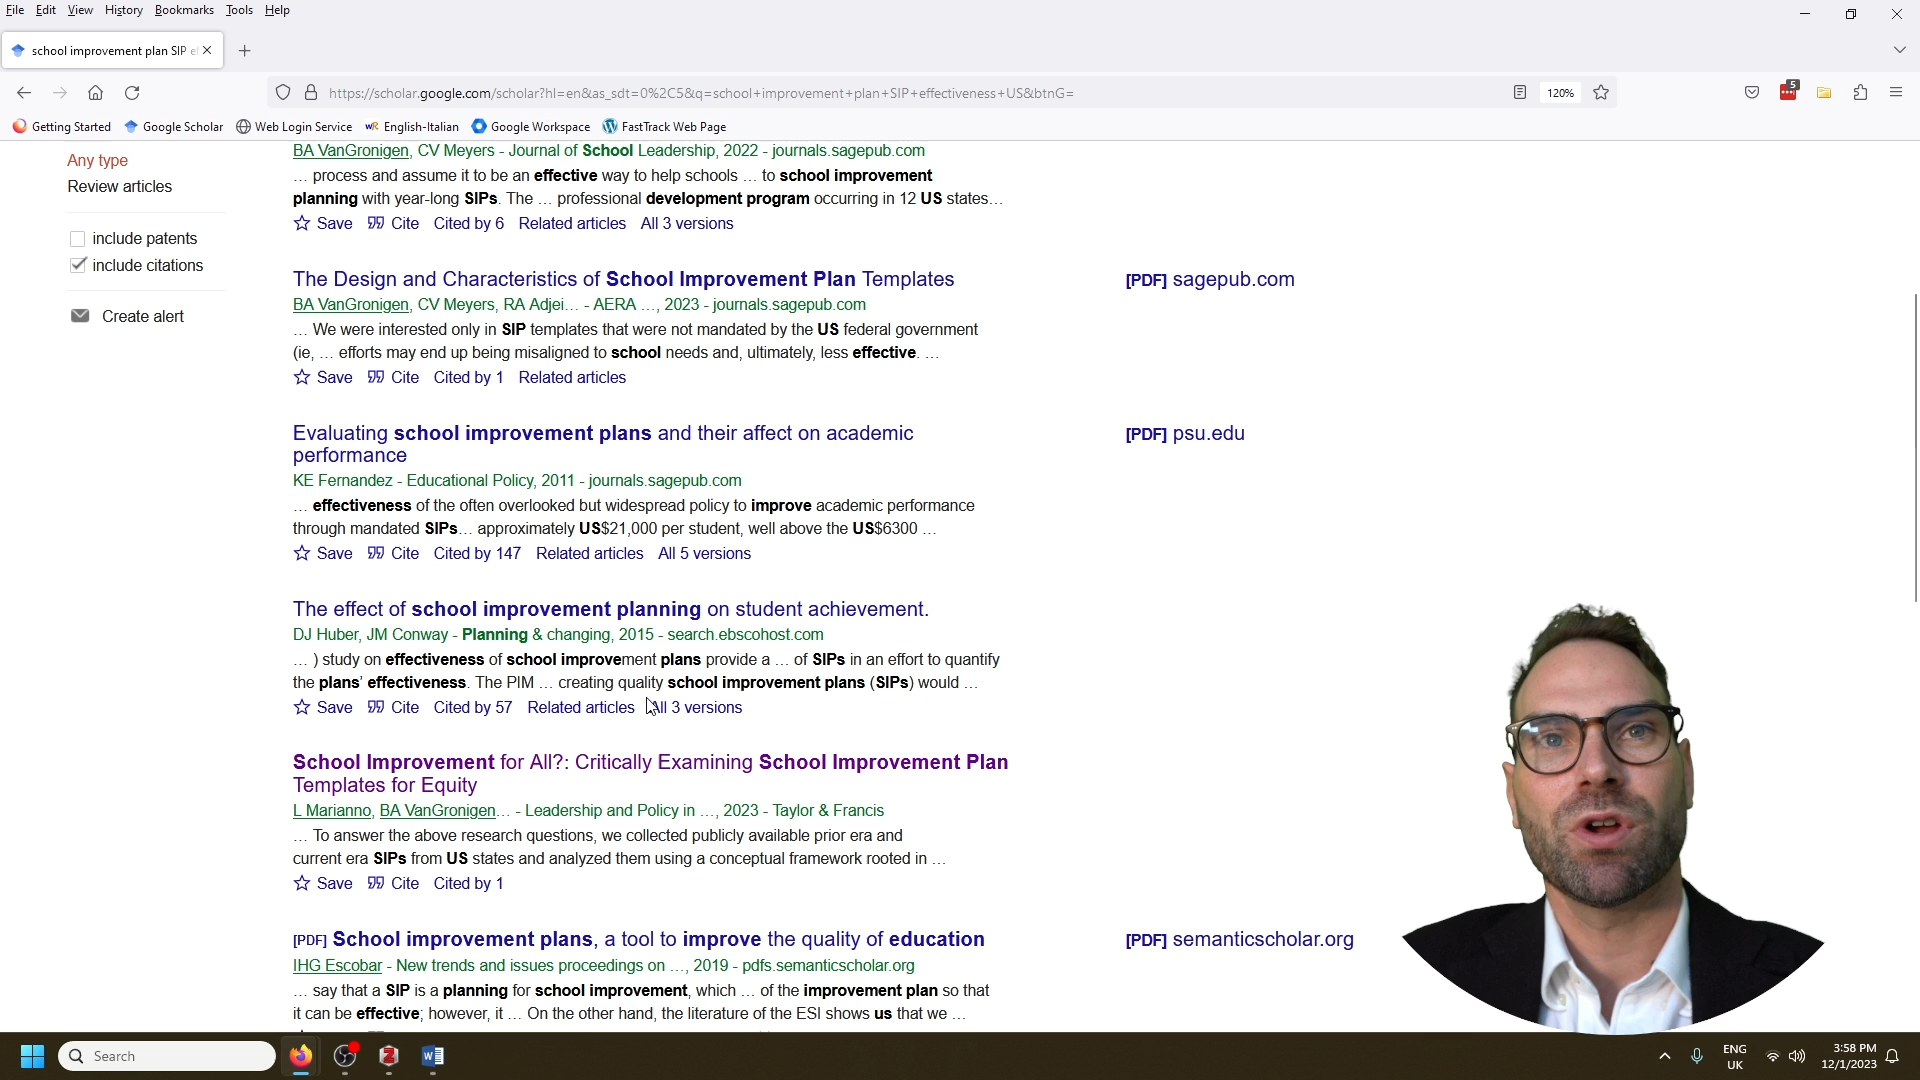 File Edit View History Bookmarks Tools Help
school improvement plan SIP e
https://scholar.google.com/scholar?hl=en&as_sdt=0%2C5&q=school+improvement+plan+SIP+effectiveness+US&btnG=
120%
5
Getting Started Google Scholar Web Login Service wR English-Italian Google Workspace FastTrack Web Page
Any type
Review articles
include patents
include citations
Create alert
BA VanGronigen, CV Meyers - Journal of School Leadership, 2022 - journals.sagepub.com
… process and assume it to be an effective way to help schools … to school improvement
planning with year-long SIPs. The … professional development program occurring in 12 US states…
Save Cite Cited by 6 Related articles All 3 versions
The Design and Characteristics of School Improvement Plan Templates
[PDF] sagepub.com
BA VanGronigen, CV Meyers, RA Adjei… - AERA …, 2023 - journals.sagepub.com
… We were interested only in SIP templates that were not mandated by the US federal government
(ie, … efforts may end up being misaligned to school needs and, ultimately, less effective. …
Save Cite Cited by 1 Related articles
Evaluating school improvement plans and their affect on academic
performance
[PDF] psu.edu
KE Fernandez - Educational Policy, 2011 - journals.sagepub.com
… effectiveness of the often overlooked but widespread policy to improve academic performance
through mandated SIPs… approximately US$21,000 per student, well above the US$6300 …
Save Cite Cited by 147 Related articles All 5 versions
The effect of school improvement planning on student achievement.
DJ Huber, JM Conway - Planning & changing, 2015 - search.ebscohost.com
… ) study on effectiveness of school improvement plans provide a … of SIPs in an effort to quantify
the plans' effectiveness. The PIM … creating quality school improvement plans (SIPs) would …
Save Cite Cited by 57 Related articles All 3 versions
School Improvement for All?: Critically Examining School Improvement Plan
Templates for Equity
L Marianno, BA VanGronigen… - Leadership and Policy in …, 2023 - Taylor & Francis
… To answer the above research questions, we collected publicly available prior era and
current era SIPs from US states and analyzed them using a conceptual framework rooted in …
Save Cite Cited by 1
[PDF] School improvement plans, a tool to improve the quality of education
[PDF] semanticscholar.org
IHG Escobar - New trends and issues proceedings on …, 2019 - pdfs.semanticscholar.org
… say that a SIP is a planning for school improvement, which … of the improvement plan so that
it can be effective; however, it … On the other hand, the literature of the ESI shows us that we …
Search
ENG
UK
3:58 PM
12/1/2023